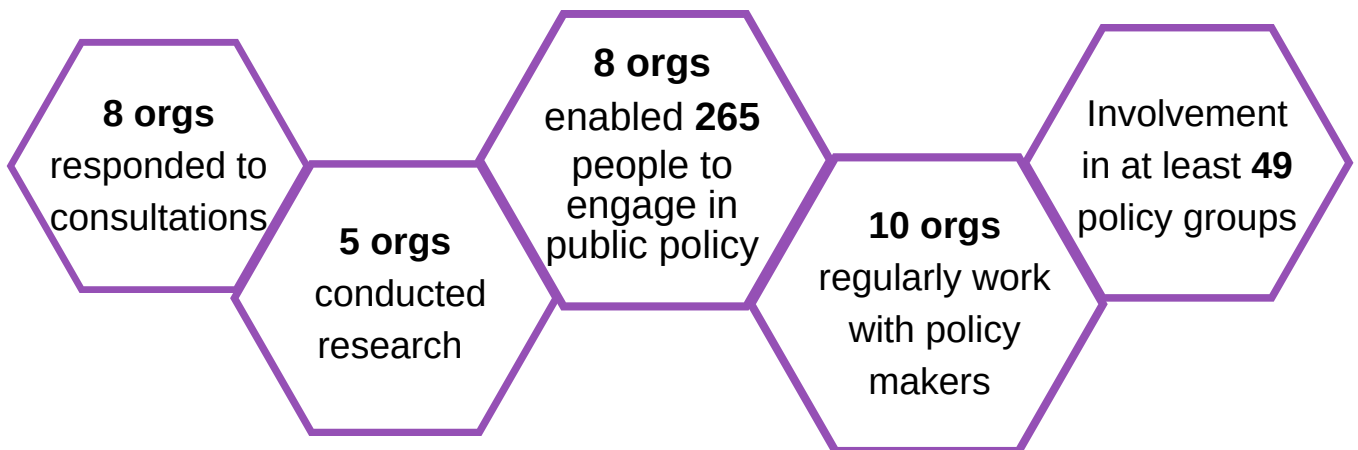 8 orgs
responded to
consultations
5 orgs
conducted
research
8 orgs
enabled 265
people to
engage in
public policy
10 orgs
regularly work
with policy
makers
Involvement
in at least 49
policy groups